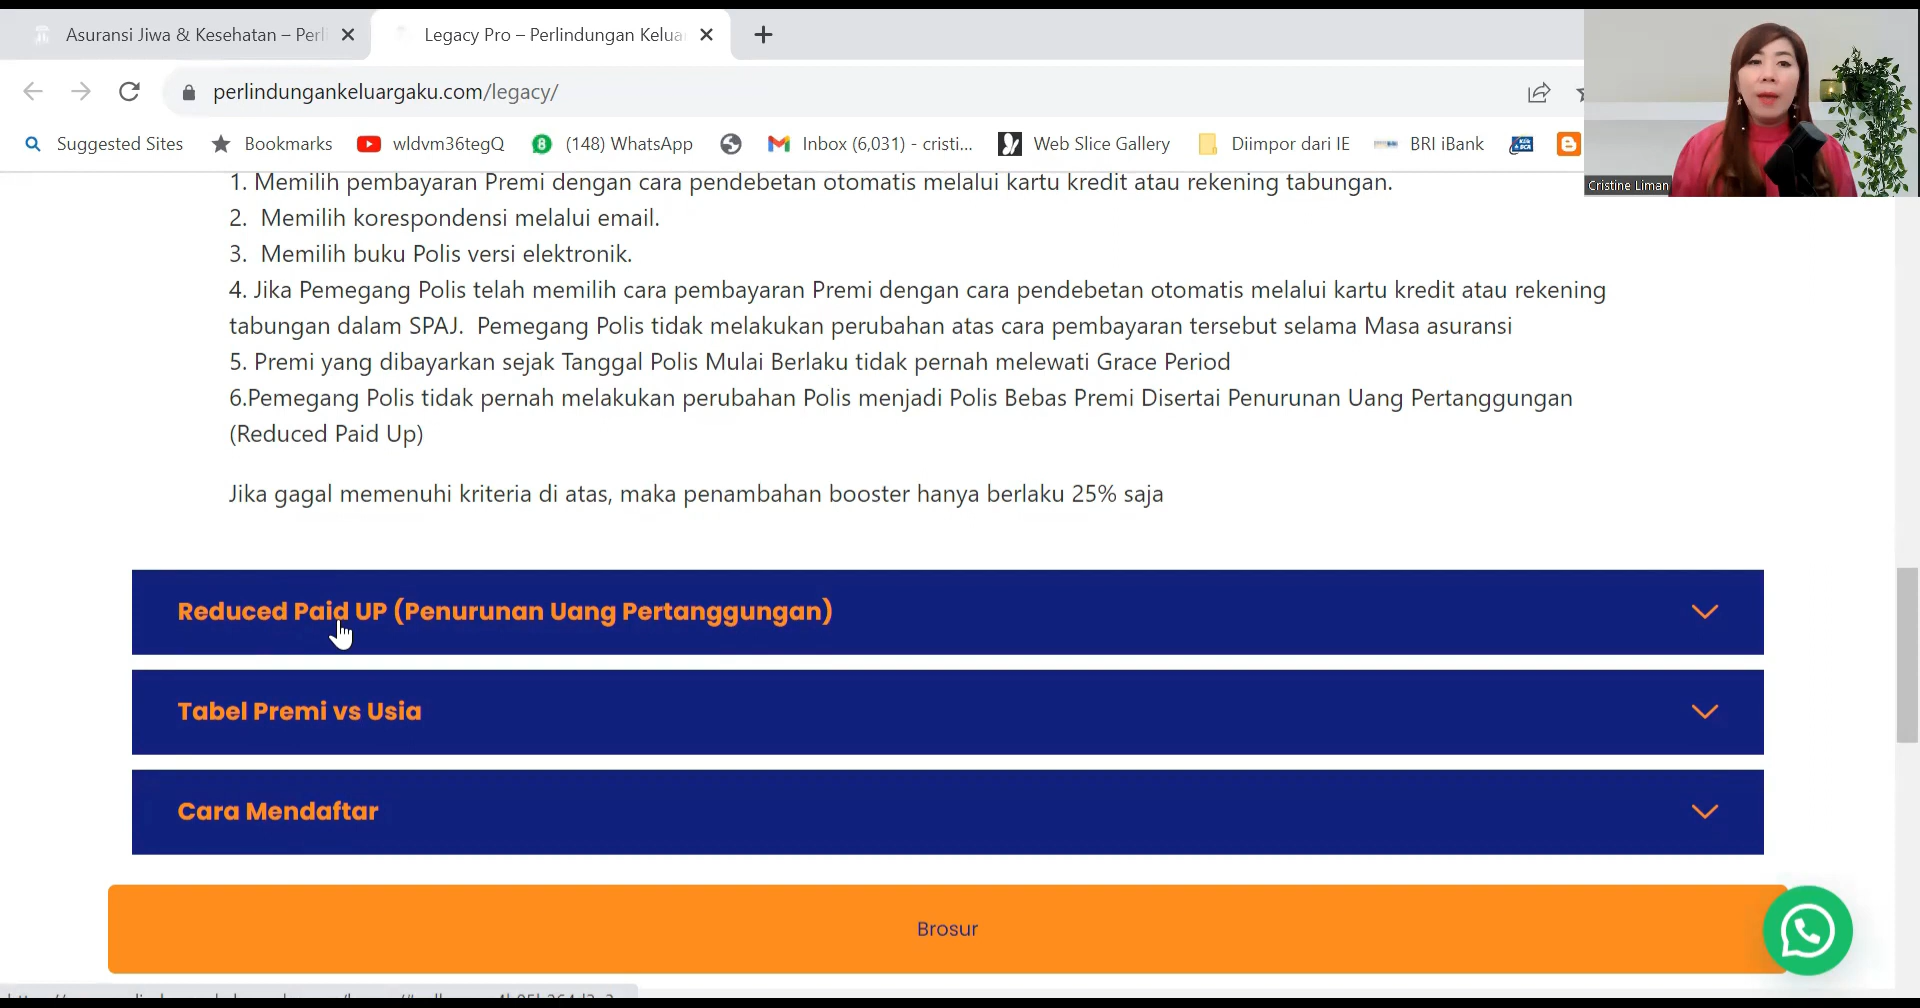 Asuransi Jiwa & Kesehatan – Perl
Legacy Pro – Perlindungan Kelua
perlindungankeluargaku.com/legacy/
Suggested Sites
Bookmarks
wldvm36tegQ
8
(148) WhatsApp
Inbox (6,031) - cristi...
Web Slice Gallery
Diimpor dari IE
BRI iBank
Cristine Liman
1. Memilih pembayaran Premi dengan cara pendebetan otomatis melalui kartu kredit atau rekening tabungan.
2. Memilih korespondensi melalui email.
3. Memilih buku Polis versi elektronik.
4. Jika Pemegang Polis telah memilih cara pembayaran Premi dengan cara pendebetan otomatis melalui kartu kredit atau rekening
tabungan dalam SPAJ. Pemegang Polis tidak melakukan perubahan atas cara pembayaran tersebut selama Masa asuransi
5. Premi yang dibayarkan sejak Tanggal Polis Mulai Berlaku tidak pernah melewati Grace Period
6.Pemegang Polis tidak pernah melakukan perubahan Polis menjadi Polis Bebas Premi Disertai Penurunan Uang Pertanggungan
(Reduced Paid Up)
Jika gagal memenuhi kriteria di atas, maka penambahan booster hanya berlaku 25% saja
Reduced Paid UP (Penurunan Uang Pertanggungan)
Tabel Premi vs Usia
Cara Mendaftar
Brosur